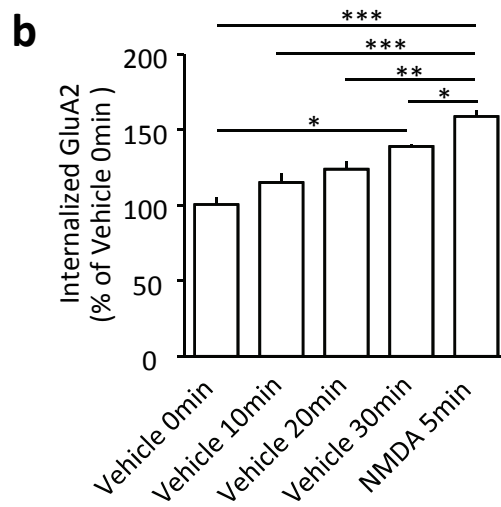 b
***
***
**
*
*
Internalized GluA2
(% of Vehicle 0min )
200
150
100
50
0
Vehicle 0min
Vehicle 10min
Vehicle 20min
Vehicle 30min
NMDA 5min